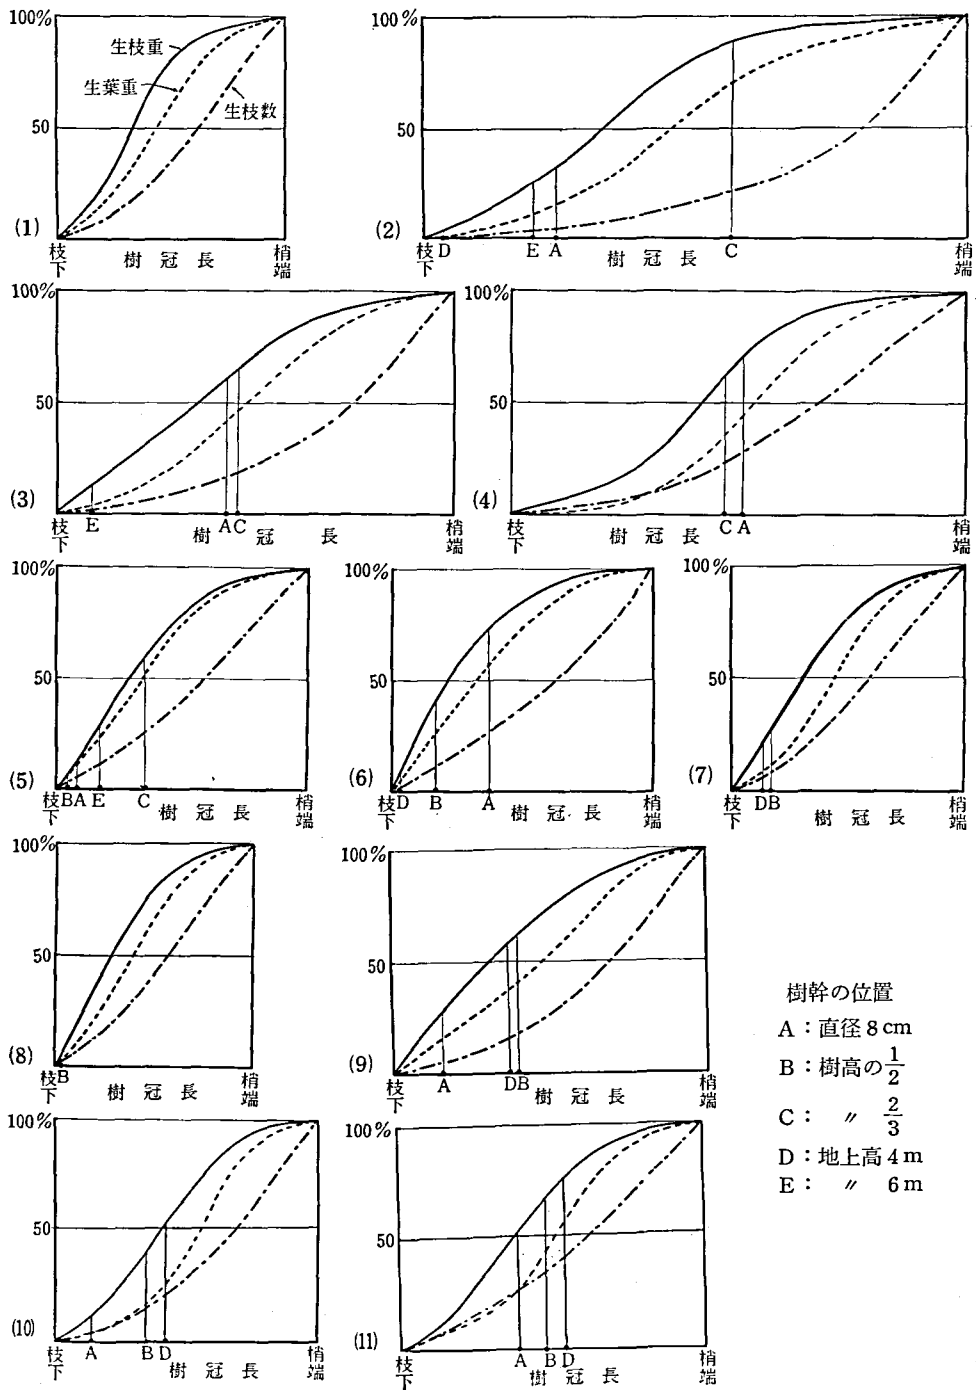 100%
生枝重
生葉重
生枝数
50
(1)
枝下 樹冠長 梢端
100%
50
(2)
枝下 D E A 樹冠長 C 梢端
100%
50
(3)
枝下 E 樹 A C 冠 長 梢端
100%
50
(4)
枝下 樹冠長 C A 梢端
100%
50
(5)
枝下 B A E 樹 C 冠 長 梢端
100%
50
(6)
枝下 D B A 樹冠長 梢端
100%
50
(7)
枝下 D B 樹冠長 梢端
100%
50
(8)
枝下 B 樹冠長 梢端
100%
50
(9)
枝下 A D B 樹冠長 梢端
100%
50
(10)
枝下 A B D 樹冠長 梢端
100%
50
(11)
枝下 A B D 樹冠長 梢端
樹幹の位置
A：直径8cm
B：樹高の1/2
C：〃 2/3
D：地上高4m
E：〃 6m